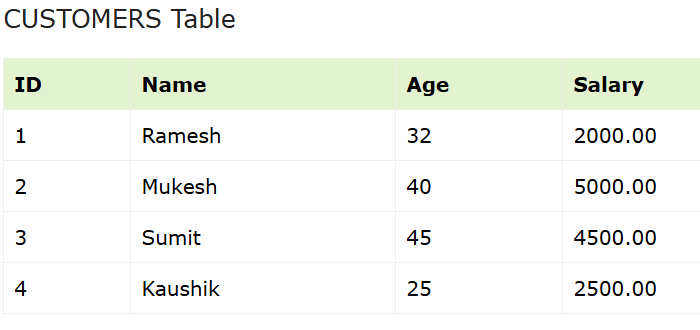 CUSTOMERS Table
ID Name Age Salary
1 Ramesh 32 2000.00
2 Mukesh 40 5000.00
3 Sumit 45 4500.00
4 Kaushik 25 2500.00